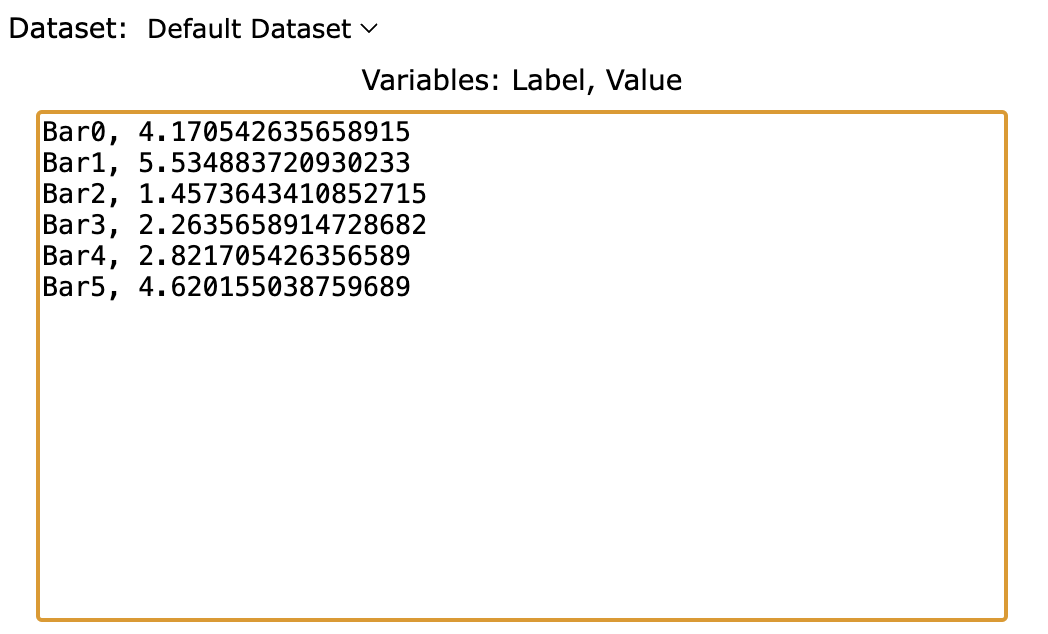 Dataset: Default Dataset
Variables: Label, Value
Bar0, 4.170542635658915
Bar1, 5.534883720930233
Bar2, 1.4573643410852715
Bar3, 2.2635658914728682
Bar4, 2.821705426356589
Bar5, 4.620155038759689